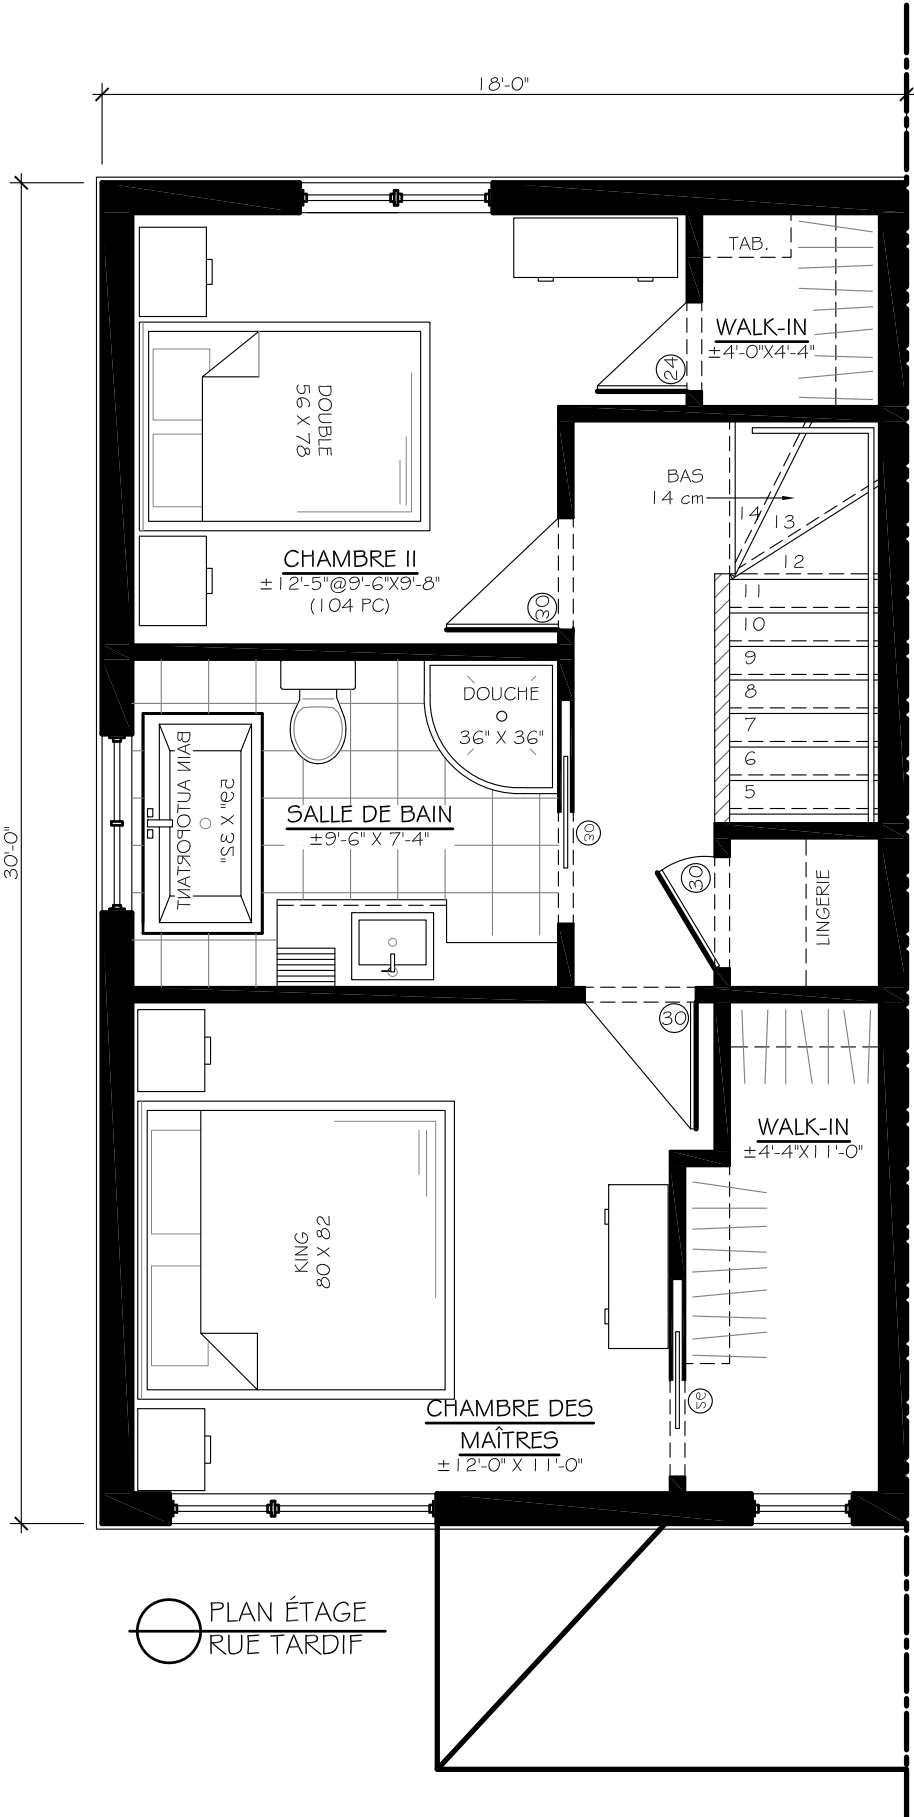 18'-0"
30'-0"
TAB.
WALK-IN
±4'-0"X4'-4"
24
DOUBLE
56 X 78
BAS
14 cm
14
13
12
11
10
9
8
7
6
5
CHAMBRE II
±12'-5"@9'-6"X9'-8"
(104 PC)
30
DOUCHE
36" X 36"
BAIN AUTOPORTANT
59" X 32"
SALLE DE BAIN
±9'-6" X 7'-4"
30
30
LINGERIE
30
WALK-IN
±4'-4"X11'-0"
KING
80 X 82
CHAMBRE DES
MAÎTRES
±12'-0" X 11'-0"
PLAN ÉTAGE
RUE TARDIF